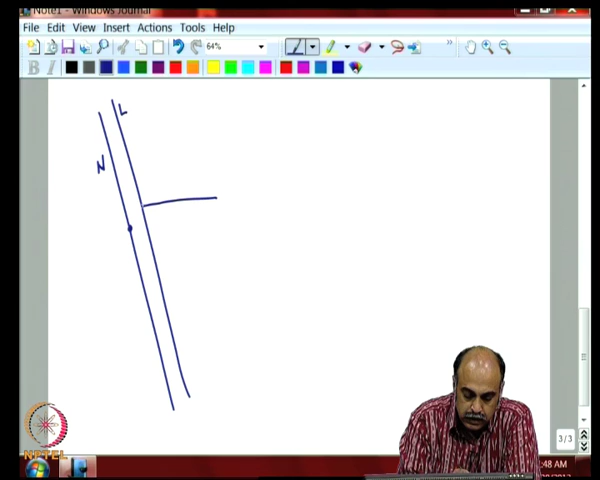 Note1 - Windows Journal
File Edit View Insert Actions Tools Help
64%
B I
L
N
3/3
NPTEL
:48 AM